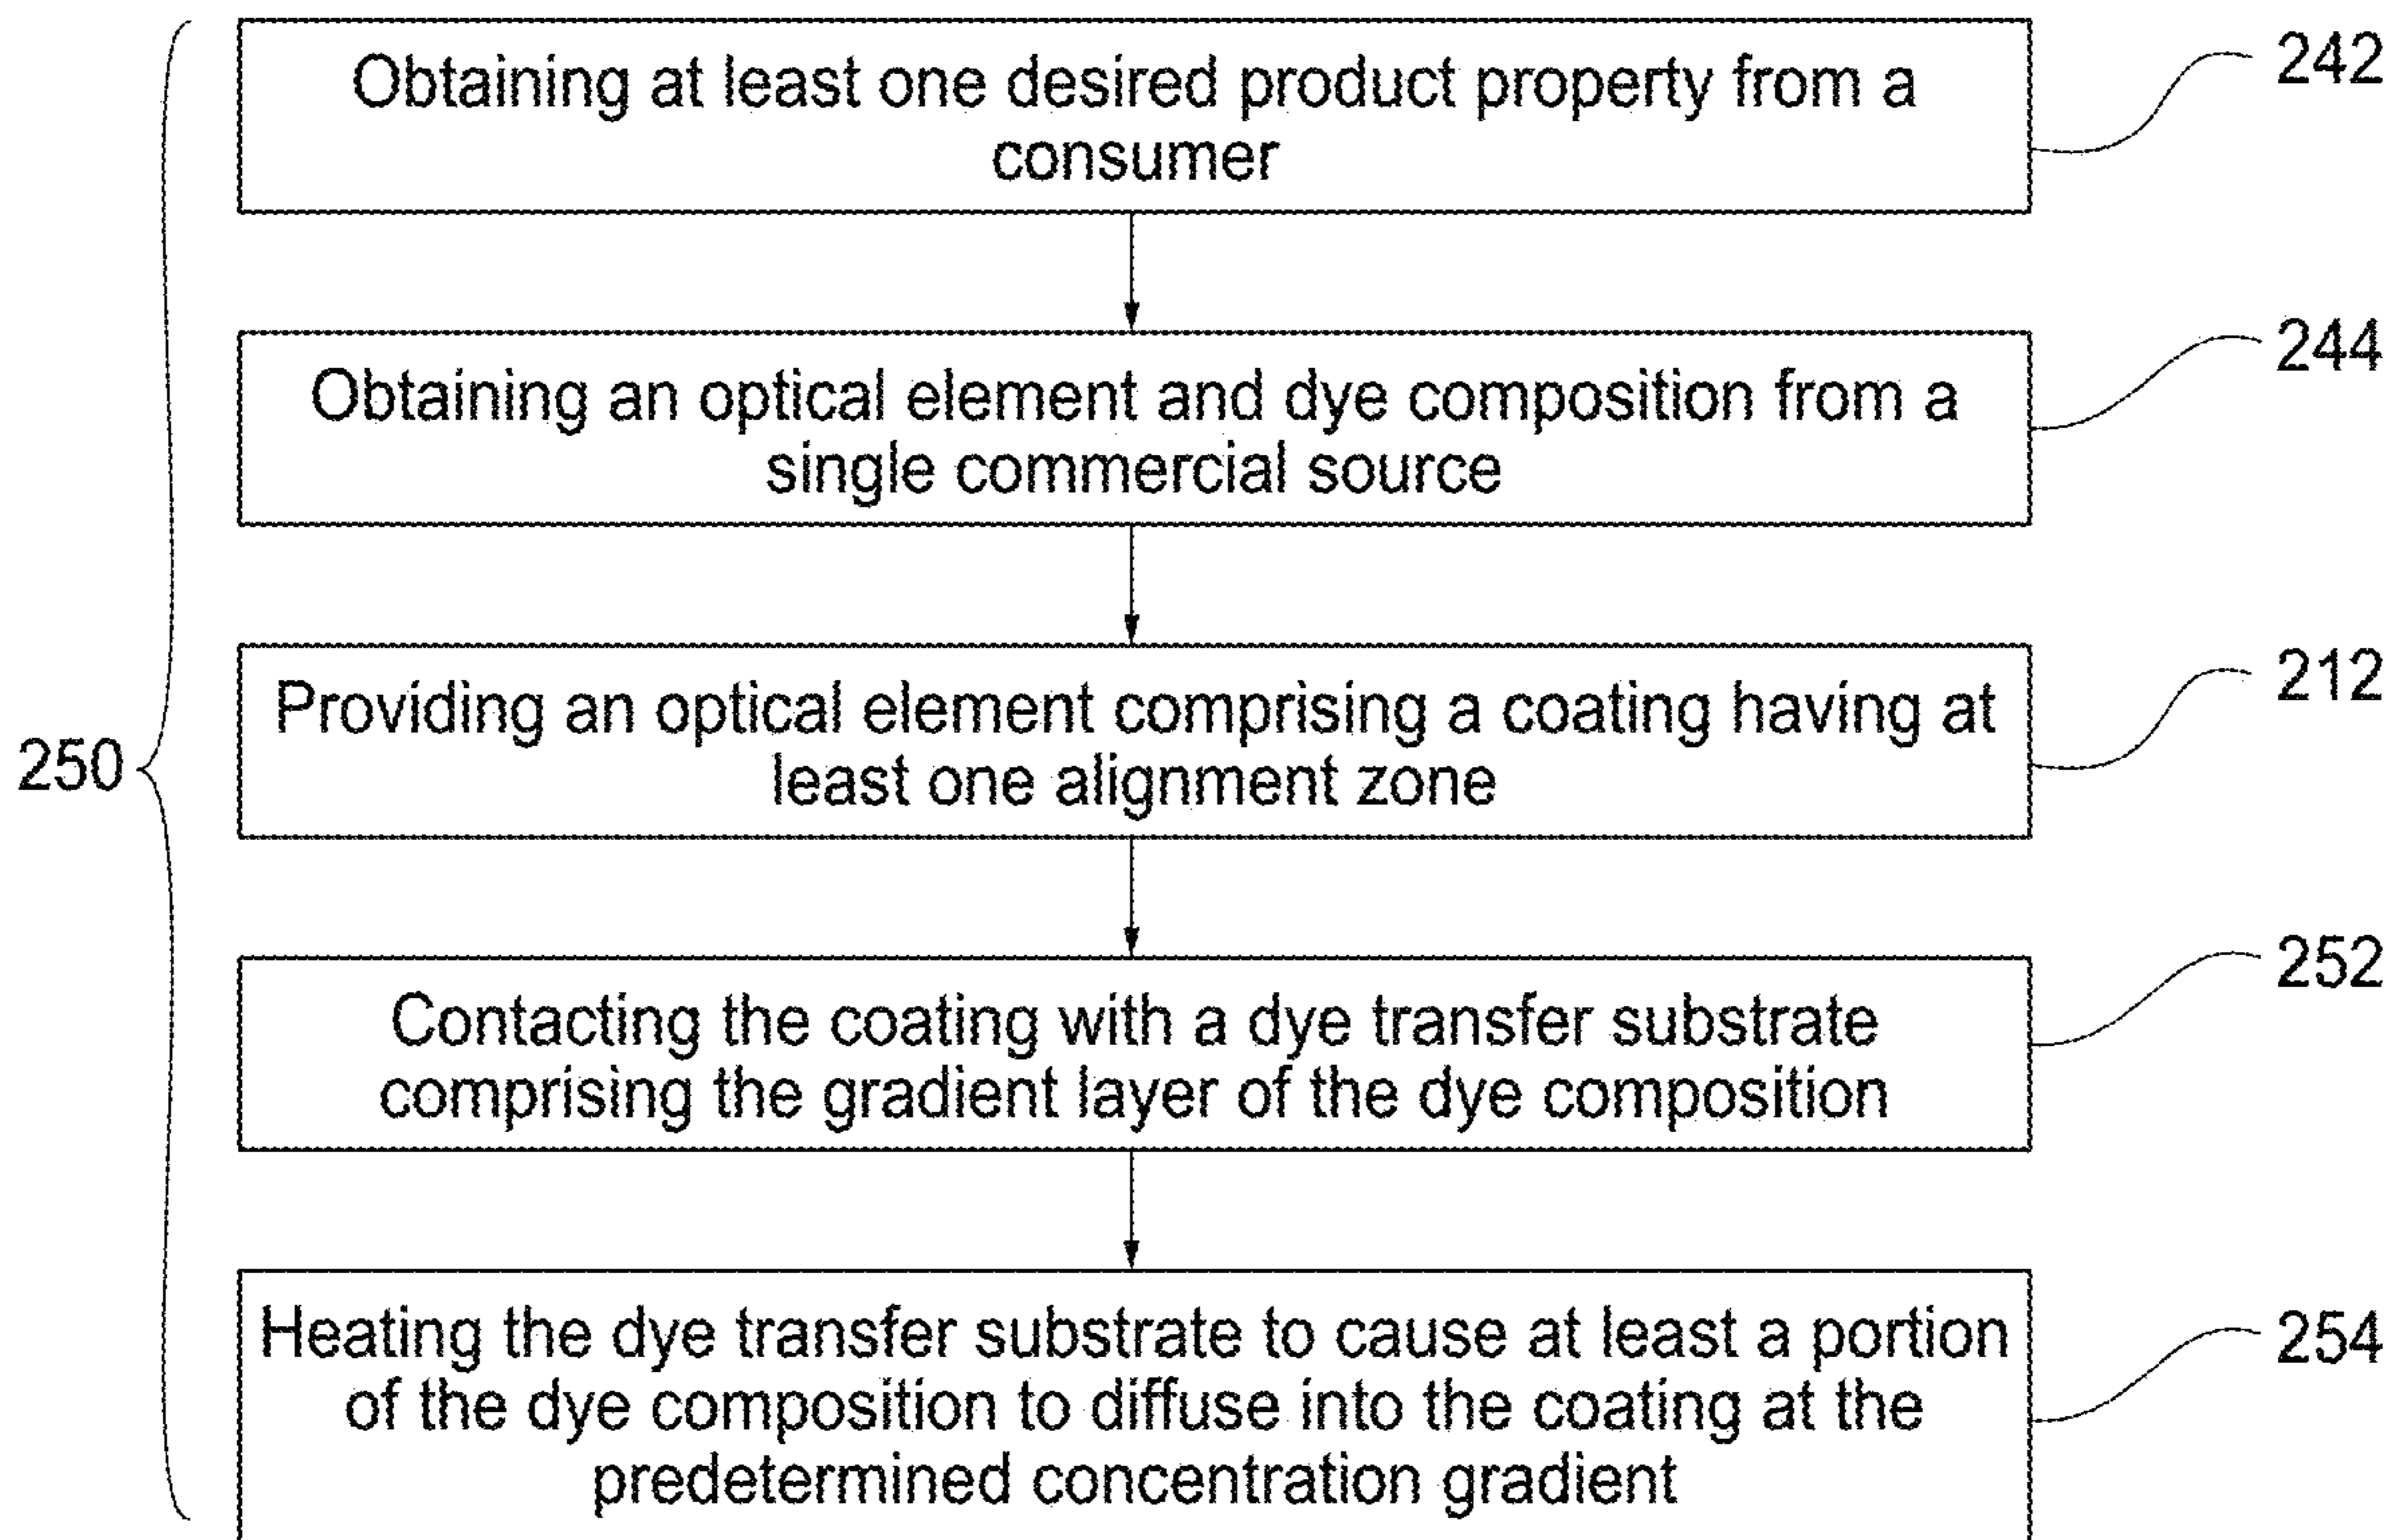 Obtaining at least one desired product property from a
consumer
242
Obtaining an optical element and dye composition from a
single commercial source
244
Providing an optical element comprising a coating having at
least one alignment zone
212
250
Contacting the coating with a dye transfer substrate
comprising the gradient layer of the dye composition
252
Heating the dye transfer substrate to cause at least a portion
of the dye composition to diffuse into the coating at the
predetermined concentration gradient
254